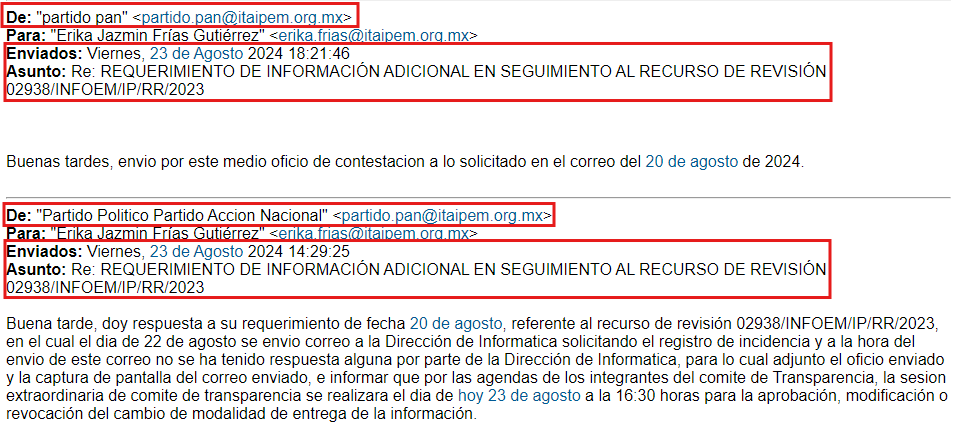 De: "partido pan" <partido.pan@itaipem.org.mx>
Para: "Erika Jazmin Frías Gutiérrez" <erika.frias@itaipem.org.mx>
Enviados: Viernes, 23 de Agosto 2024 18:21:46
Asunto: Re: REQUERIMIENTO DE INFORMACIÓN ADICIONAL EN SEGUIMIENTO AL RECURSO DE REVISIÓN
02938/INFOEM/IP/RR/2023
Buenas tardes, envio por este medio oficio de contestacion a lo solicitado en el correo del 20 de agosto de 2024.
De: "Partido Politico Partido Accion Nacional" <partido.pan@itaipem.org.mx>
Para: "Erika Jazmin Frías Gutiérrez" <erika.frias@itaipem.org.mx>
Enviados: Viernes, 23 de Agosto 2024 14:29:25
Asunto: Re: REQUERIMIENTO DE INFORMACIÓN ADICIONAL EN SEGUIMIENTO AL RECURSO DE REVISIÓN
02938/INFOEM/IP/RR/2023
Buena tarde, doy respuesta a su requerimiento de fecha 20 de agosto, referente al recurso de revisión 02938/INFOEM/IP/RR/2023,
en el cual el dia de 22 de agosto se envio correo a la Dirección de Informatica solicitando el registro de incidencia y a la hora del
envio de este correo no se ha tenido respuesta alguna por parte de la Dirección de Informatica, para lo cual adjunto el oficio enviado
y la captura de pantalla del correo enviado, e informar que por las agendas de los integrantes del comite de Transparencia, la sesion
extraordinaria de comite de transparencia se realizara el dia de hoy 23 de agosto a la 16:30 horas para la aprobación, modificación o
revocación del cambio de modalidad de entrega de la información.